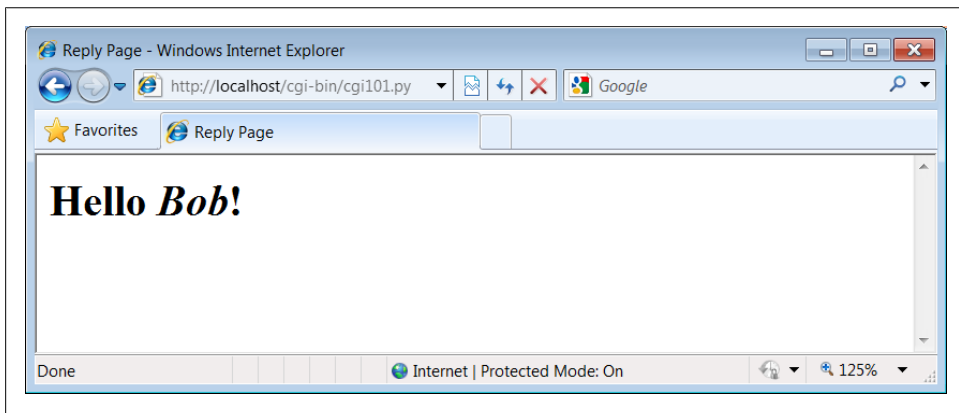 Reply Page - Windows Internet Explorer
http://localhost/cgi-bin/cgi101.py
Google
Favorites
Reply Page
Hello Bob!
Done
Internet | Protected Mode: On
125%